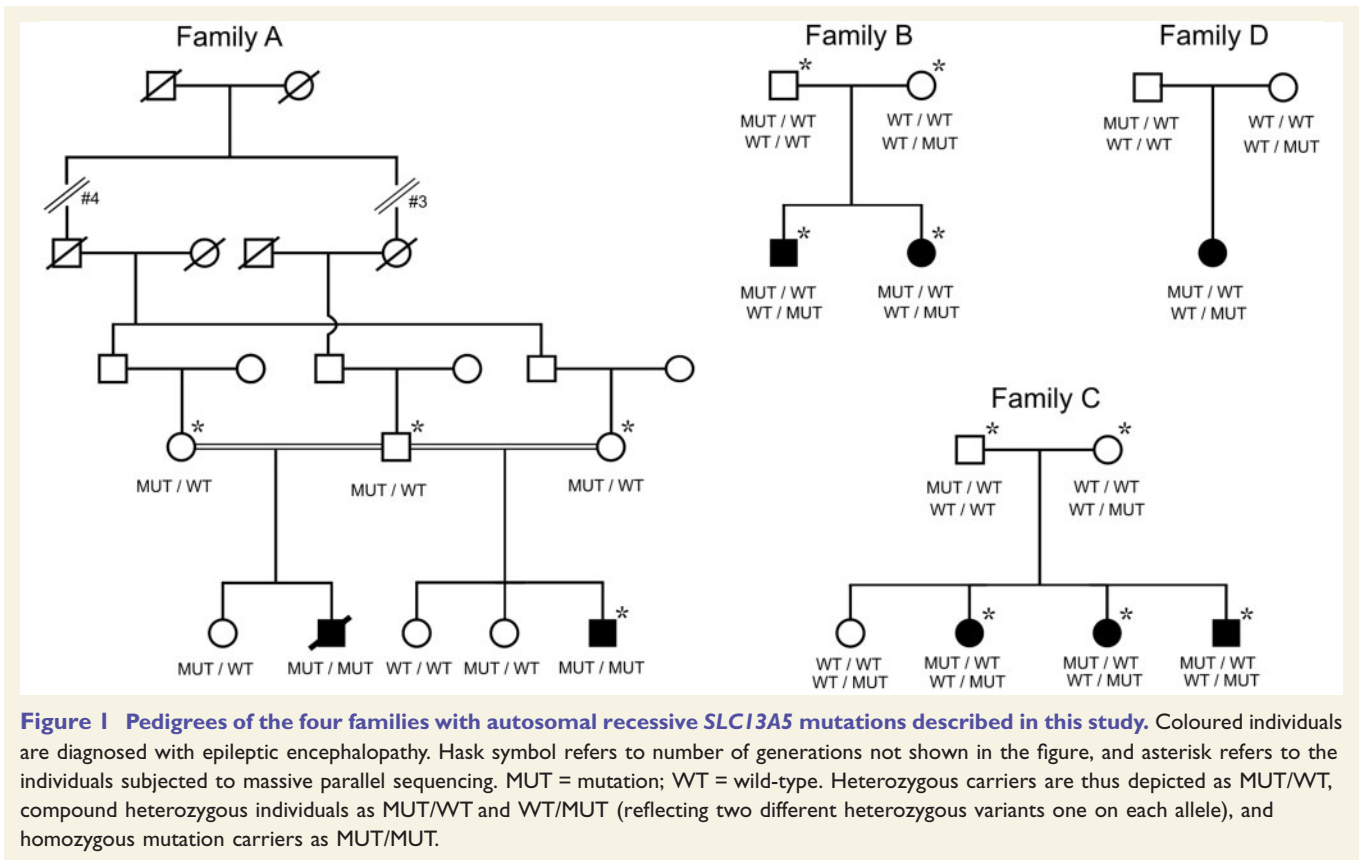 Family A
#4
#3
*
*
*
MUT / WT
MUT / WT
MUT / WT
*
MUT / WT
MUT / MUT
WT / WT
MUT / WT
MUT / MUT
Family B
*
*
MUT / WT
WT / WT
WT / WT
WT / MUT
*
*
MUT / WT
WT / MUT
MUT / WT
WT / MUT
Family D
MUT / WT
WT / WT
WT / WT
WT / MUT
MUT / WT
WT / MUT
Family C
*
*
MUT / WT
WT / WT
WT / WT
WT / MUT
*
*
*
WT / WT
WT / MUT
MUT / WT
WT / MUT
MUT / WT
WT / MUT
MUT / WT
WT / MUT
Figure 1 Pedigrees of the four families with autosomal recessive SLC13A5 mutations described in this study. Coloured individuals
are diagnosed with epileptic encephalopathy. Hask symbol refers to number of generations not shown in the figure, and asterisk refers to the
individuals subjected to massive parallel sequencing. MUT = mutation; WT = wild-type. Heterozygous carriers are thus depicted as MUT/WT,
compound heterozygous individuals as MUT/WT and WT/MUT (reflecting two different heterozygous variants one on each allele), and
homozygous mutation carriers as MUT/MUT.